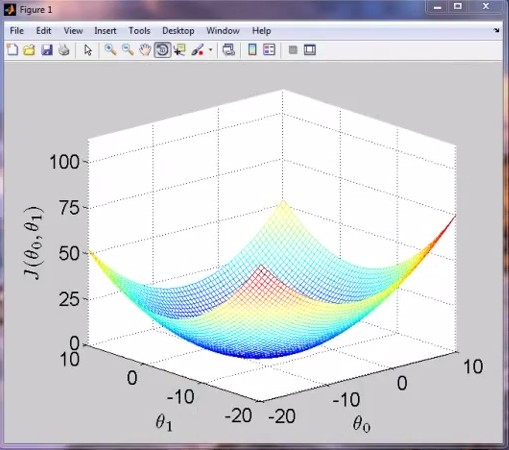 Figure 1
File Edit View Insert Tools Desktop Window Help
100
75
50
25
0
J(θ₀,θ₁)
10
0
-10
-20
θ₁
-20
-10
0
10
θ₀